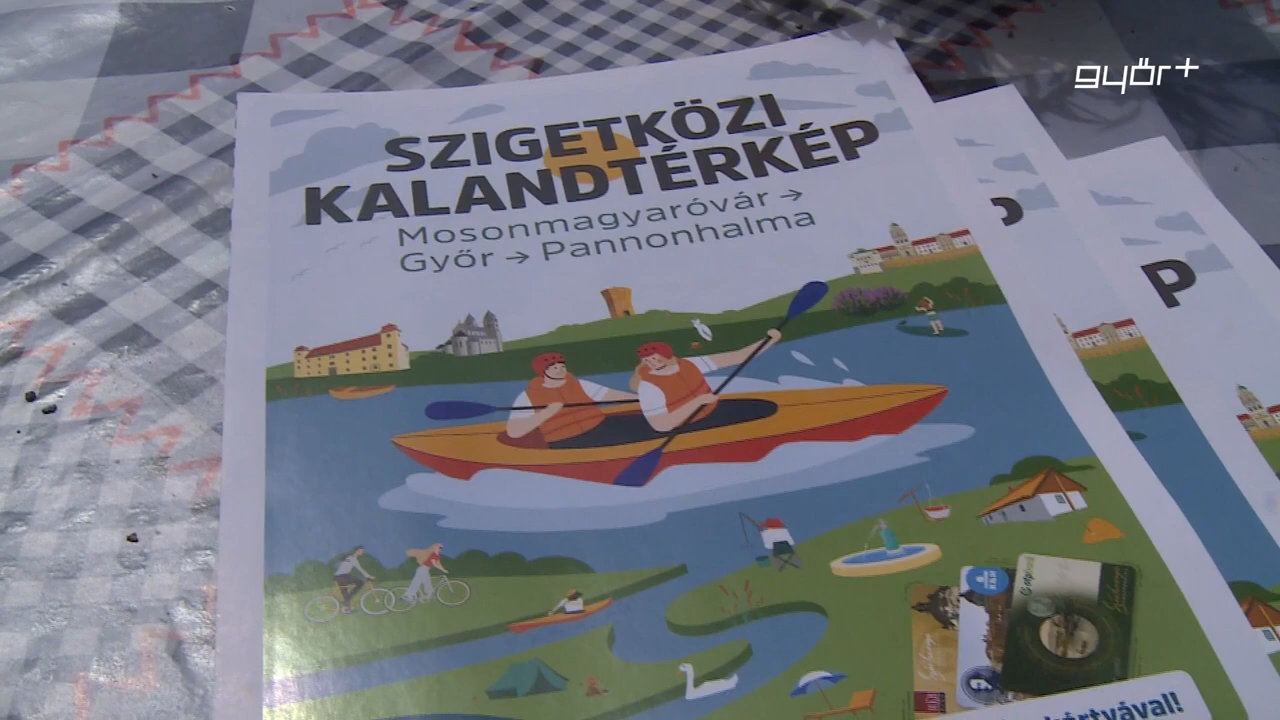 győr+
SZIGETKÖZI
KALANDTÉRKÉP
Mosonmagyaróvár →
Győr → Pannonhalma
P
P
K&H
kártyával!